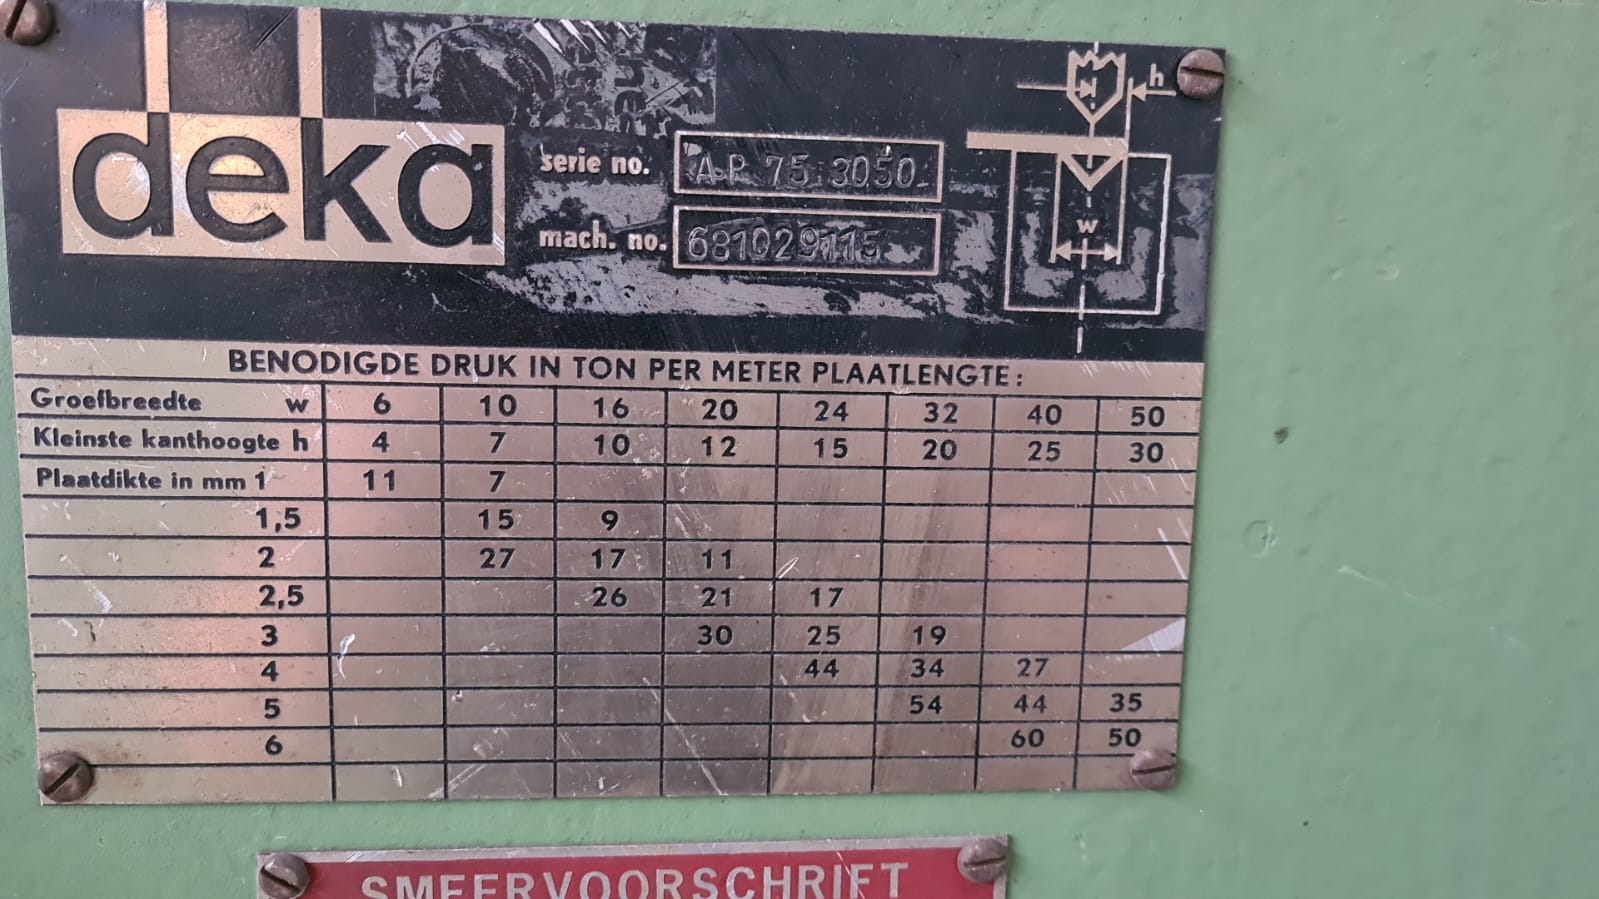 deka
serie no. A.P. 75 3050
mach. no. 681029115
h
w
BENODIGDE DRUK IN TON PER METER PLAATLENGTE:
Groefbreedte w 6 10 16 20 24 32 40 50
Kleinste kanthoogte h 4 7 10 12 15 20 25 30
Plaatdikte in mm 1 11 7
1,5 15 9
2 27 17 11
2,5 26 21 17
3 30 25 19
4 44 34 27
5 54 44 35
6 60 50
SMEERVOORSCHRIFT